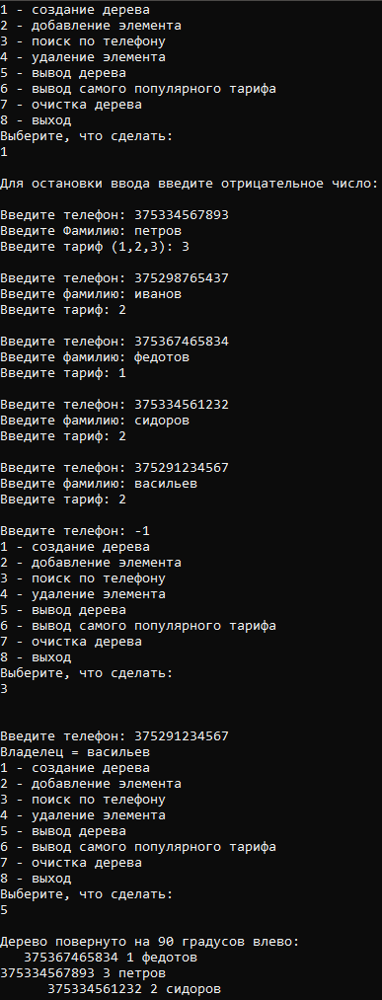 1 - создание дерева
2 - добавление элемента
3 - поиск по телефону
4 - удаление элемента
5 - вывод дерева
6 - вывод самого популярного тарифа
7 - очистка дерева
8 - выход
Выберите, что сделать:
1
Для остановки ввода введите отрицательное число:
Введите телефон: 375334567893
Введите Фамилию: петров
Введите тариф (1,2,3): 3
Введите телефон: 375298765437
Введите фамилию: иванов
Введите тариф: 2
Введите телефон: 375367465834
Введите фамилию: федотов
Введите тариф: 1
Введите телефон: 375334561232
Введите фамилию: сидоров
Введите тариф: 2
Введите телефон: 375291234567
Введите фамилию: васильев
Введите тариф: 2
Введите телефон: -1
1 - создание дерева
2 - добавление элемента
3 - поиск по телефону
4 - удаление элемента
5 - вывод дерева
6 - вывод самого популярного тарифа
7 - очистка дерева
8 - выход
Выберите, что сделать:
3
Введите телефон: 375291234567
Владелец = васильев
1 - создание дерева
2 - добавление элемента
3 - поиск по телефону
4 - удаление элемента
5 - вывод дерева
6 - вывод самого популярного тарифа
7 - очистка дерева
8 - выход
Выберите, что сделать:
5
Дерево повернуто на 90 градусов влево:
375367465834 1 федотов
375334567893 3 петров
375334561232 2 сидоров